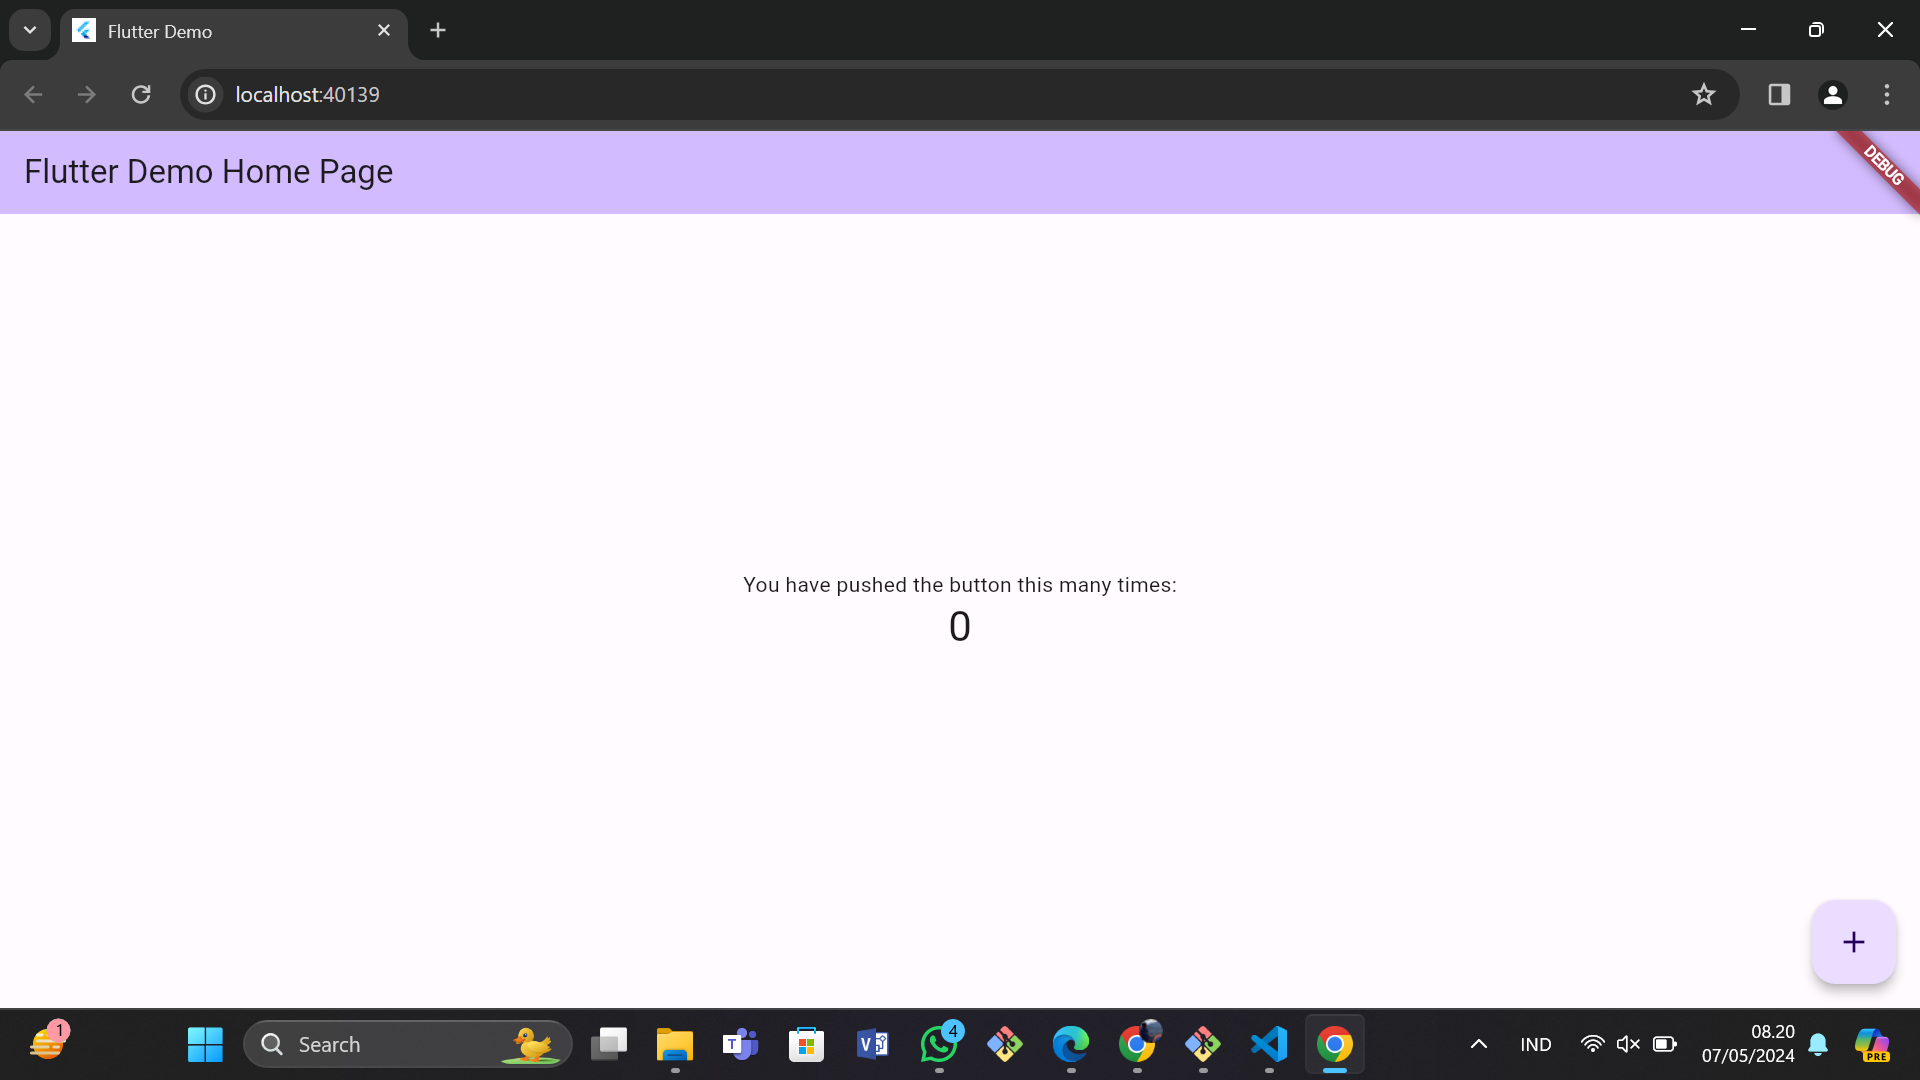 Flutter Demo
localhost:40139
Flutter Demo Home Page
DEBUG
You have pushed the button this many times:
0
+
1
Search
T
V
4
IND
08.20
07/05/2024
PRE